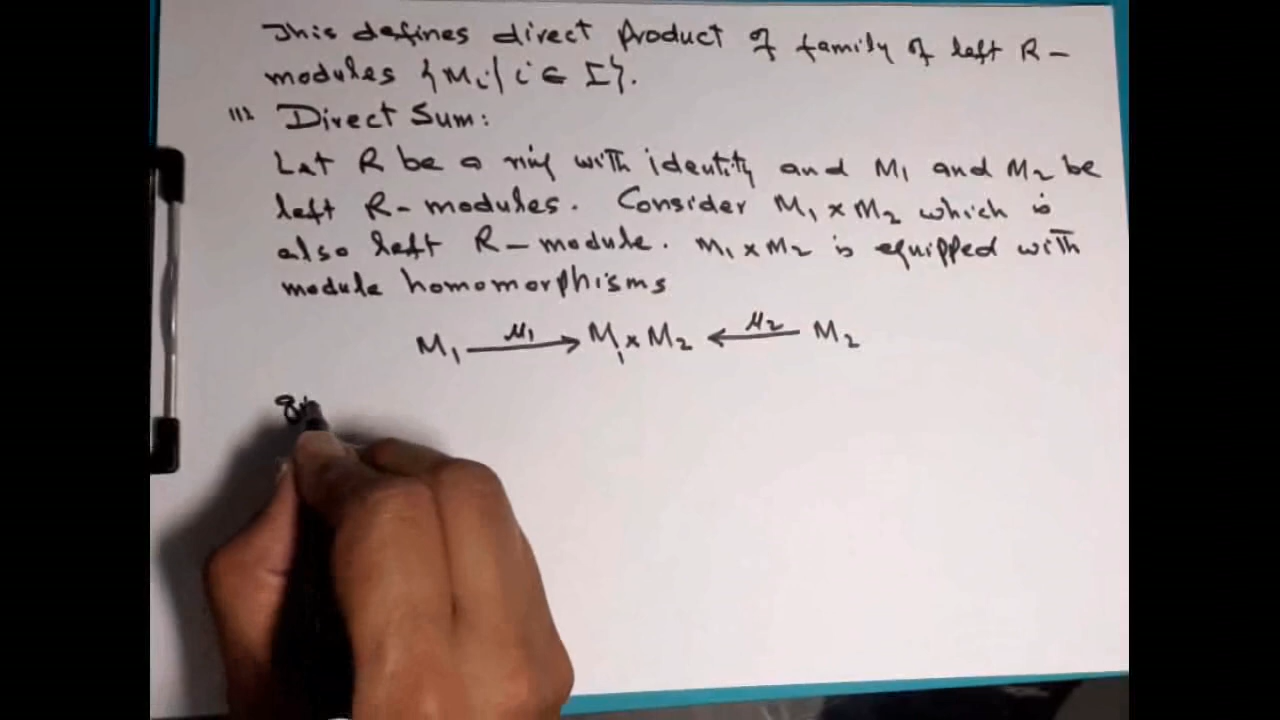 This defines direct product of family of left R-
modules {Mi / i ∈ I}.
iii) Direct Sum:
Let R be a ring with identity and M1 and M2 be
left R-modules. Consider M1 × M2 which is
also left R-module. M1 × M2 is equipped with
module homomorphisms
M1 —μ1→ M1 × M2 ←μ2— M2